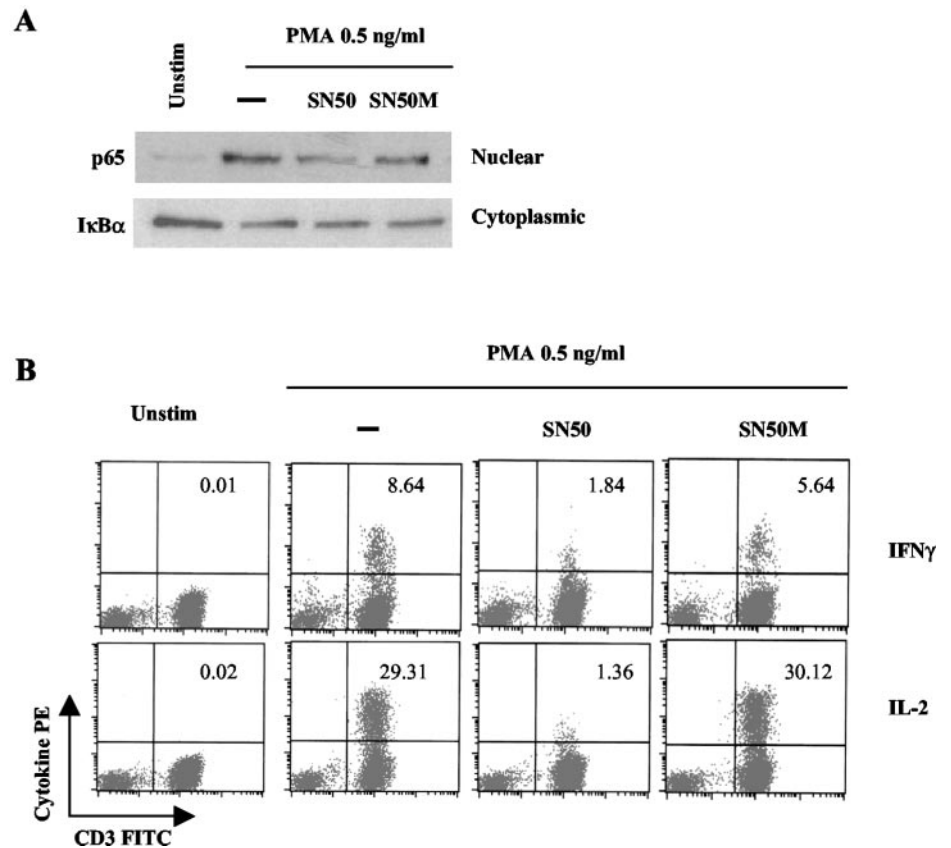 A
PMA 0.5 ng/ml
Unstim
— SN50 SN50M
p65 Nuclear
IκBα Cytoplasmic
B
PMA 0.5 ng/ml
Unstim — SN50 SN50M
0.01 8.64 1.84 5.64
IFNγ
0.02 29.31 1.36 30.12
IL-2
Cytokine PE
CD3 FITC